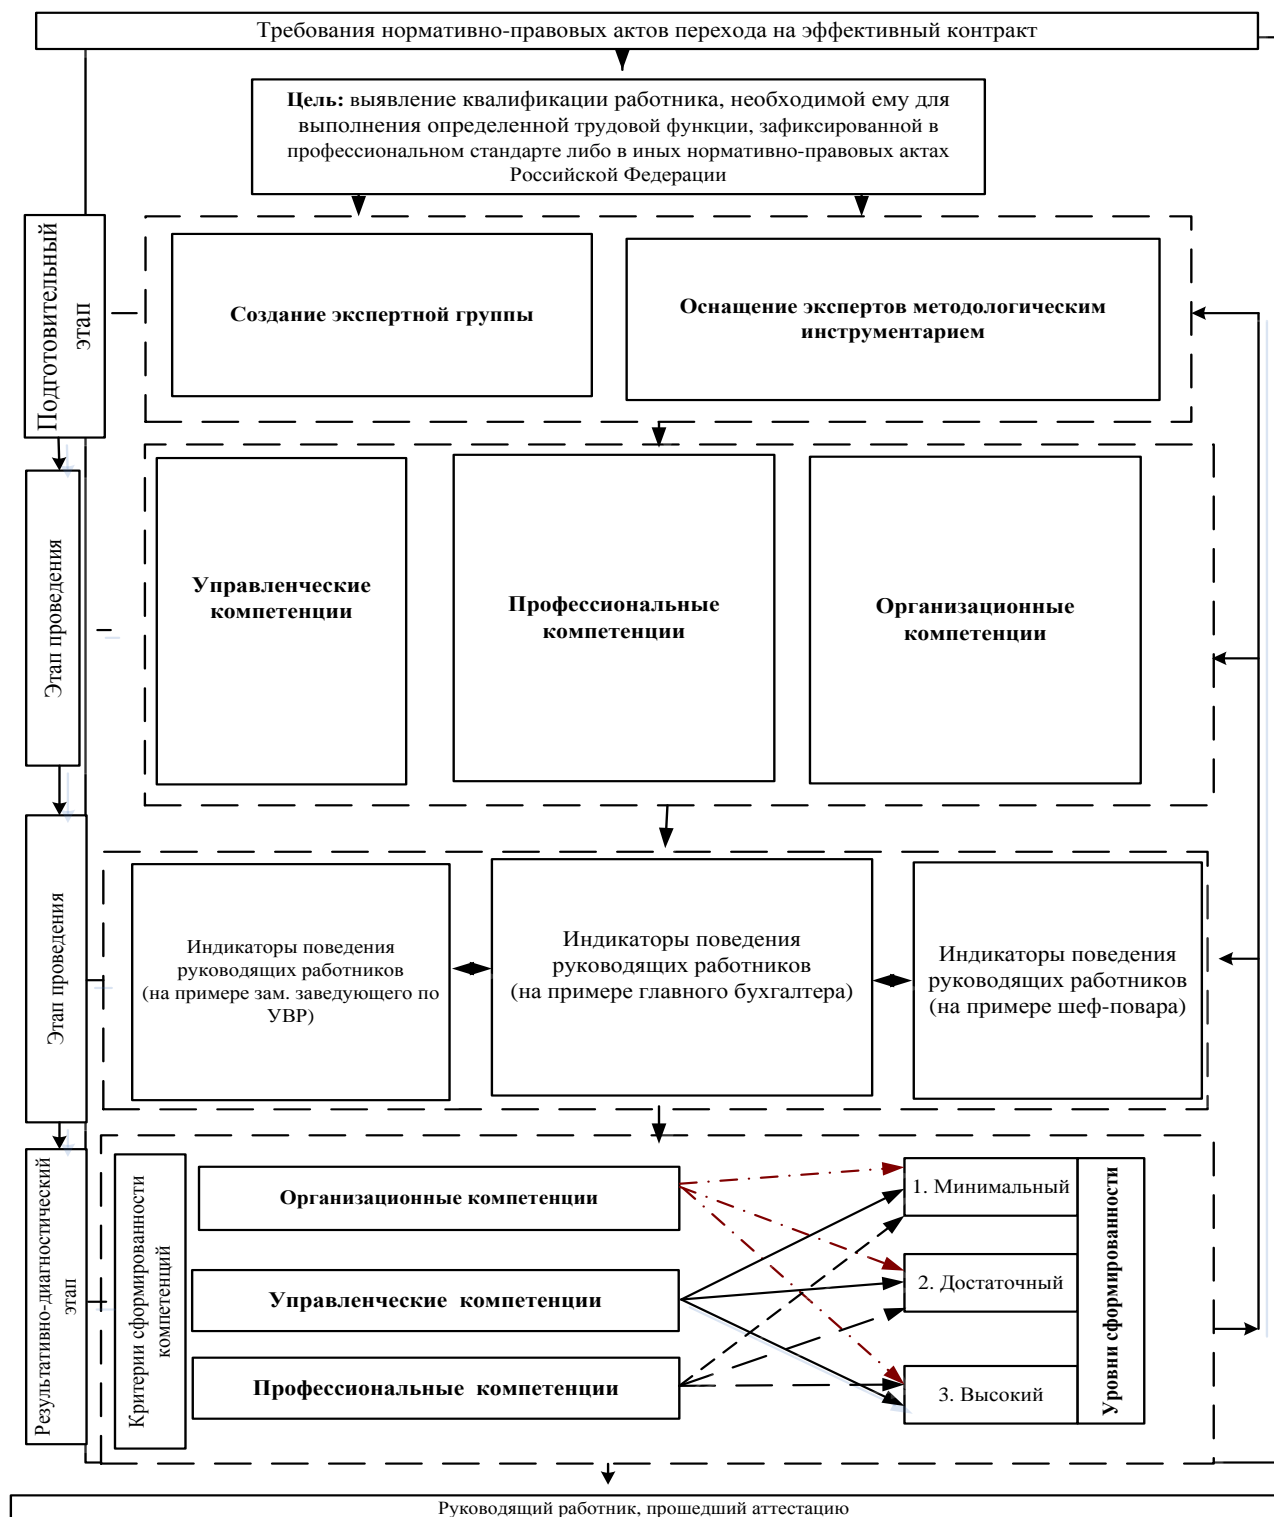 Требования нормативно-правовых актов перехода на эффективный контракт
Цель: выявление квалификации работника, необходимой ему для
выполнения определенной трудовой функции, зафиксированной в
профессиональном стандарте либо в иных нормативно-правовых актах
Российской Федерации
Подготовительный
этап
Создание экспертной группы
Оснащение экспертов методологическим
инструментарием
Этап проведения
Управленческие
компетенции
Профессиональные
компетенции
Организационные
компетенции
Этап проведения
Индикаторы поведения
руководящих работников
(на примере зам. заведующего по
УВР)
Индикаторы поведения
руководящих работников
(на примере главного бухгалтера)
Индикаторы поведения
руководящих работников
(на примере шеф-повара)
Результативно-диагностический
этап
Критерии сформированности
компетенций
Организационные компетенции
Управленческие компетенции
Профессиональные компетенции
1. Минимальный
2. Достаточный
3. Высокий
Уровни сформированности
Руководящий работник, прошедший аттестацию